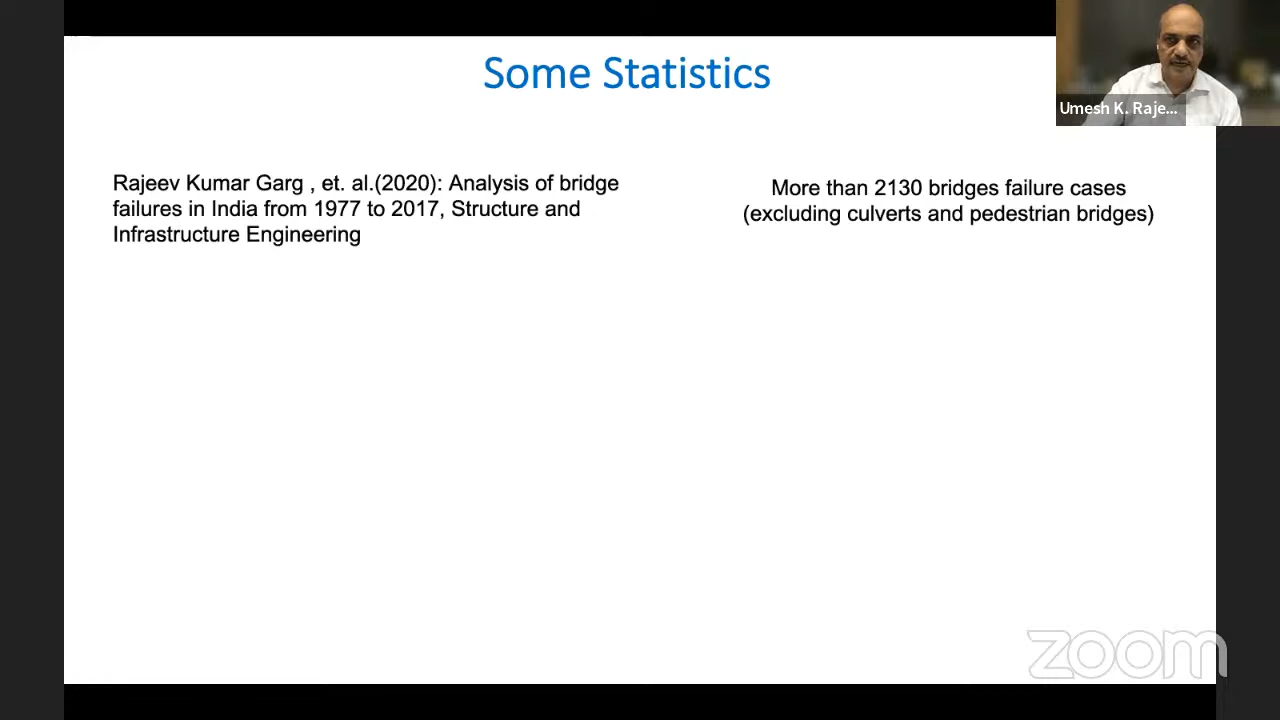 Some Statistics
Umesh K. Raje...
Rajeev Kumar Garg , et. al.(2020): Analysis of bridge
failures in India from 1977 to 2017, Structure and
Infrastructure Engineering
More than 2130 bridges failure cases
(excluding culverts and pedestrian bridges)
zoom